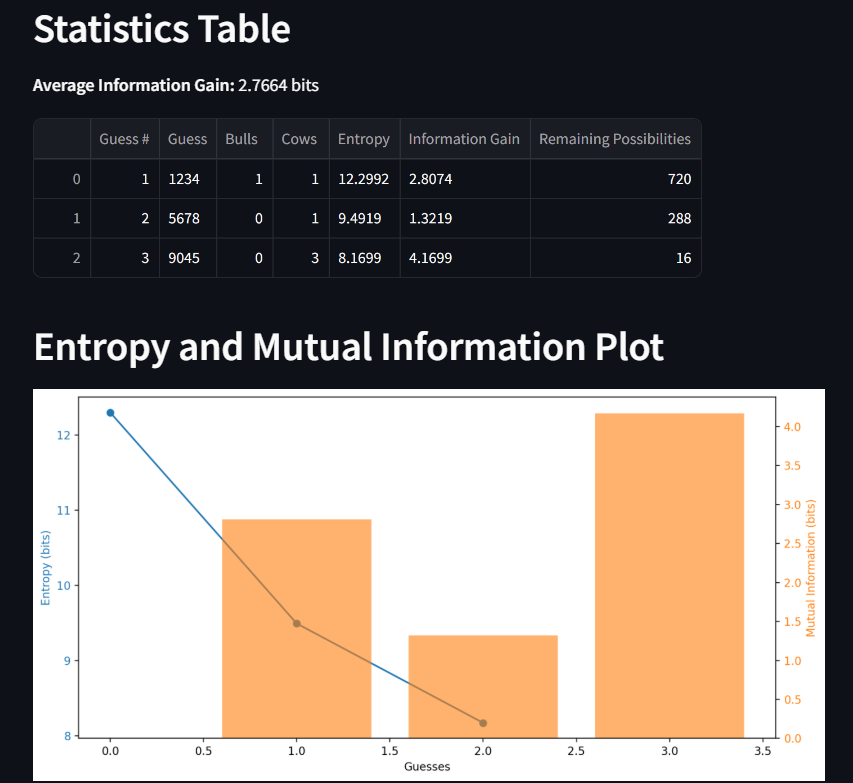 Statistics Table
Average Information Gain: 2.7664 bits
Guess # Guess Bulls Cows Entropy Information Gain Remaining Possibilities
0 1 1234 1 1 12.2992 2.8074 720
1 2 5678 0 1 9.4919 1.3219 288
2 3 9045 0 3 8.1699 4.1699 16
Entropy and Mutual Information Plot
12
11
10
9
8
Entropy (bits)
4.0
3.5
3.0
2.5
2.0
1.5
1.0
0.5
0.0
Mutual Information (bits)
0.0 0.5 1.0 1.5 2.0 2.5 3.0 3.5
Guesses